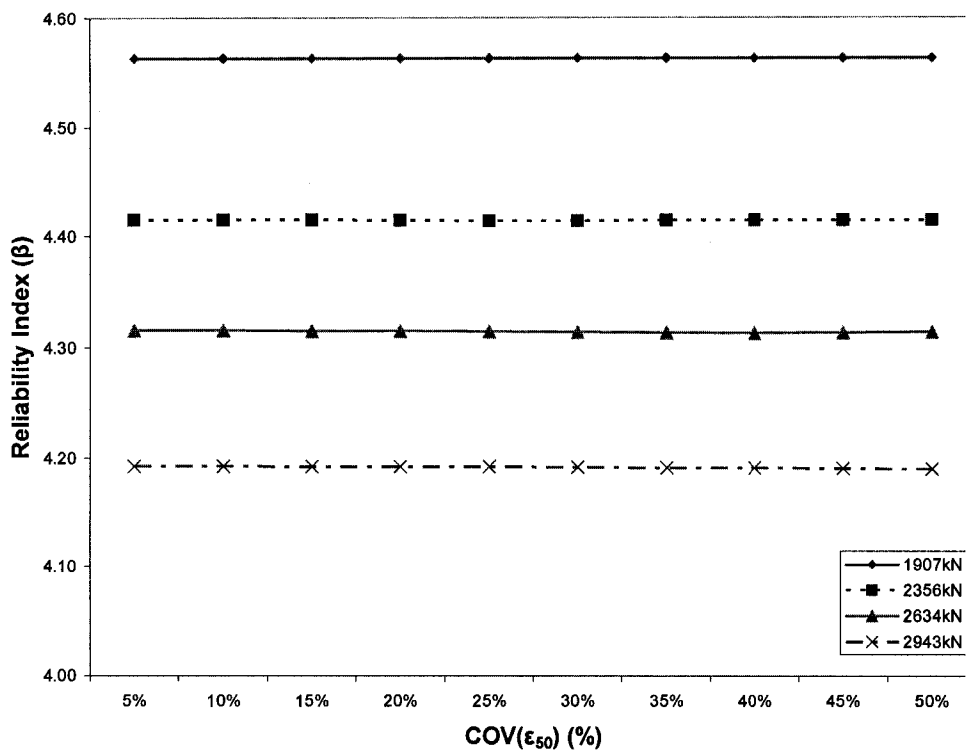 4.60
4.50
4.40
4.30
4.20
4.10
4.00
Reliability Index (β)
1907kN
2356kN
2634kN
2943kN
5% 10% 15% 20% 25% 30% 35% 40% 45% 50%
COV(ε50) (%)